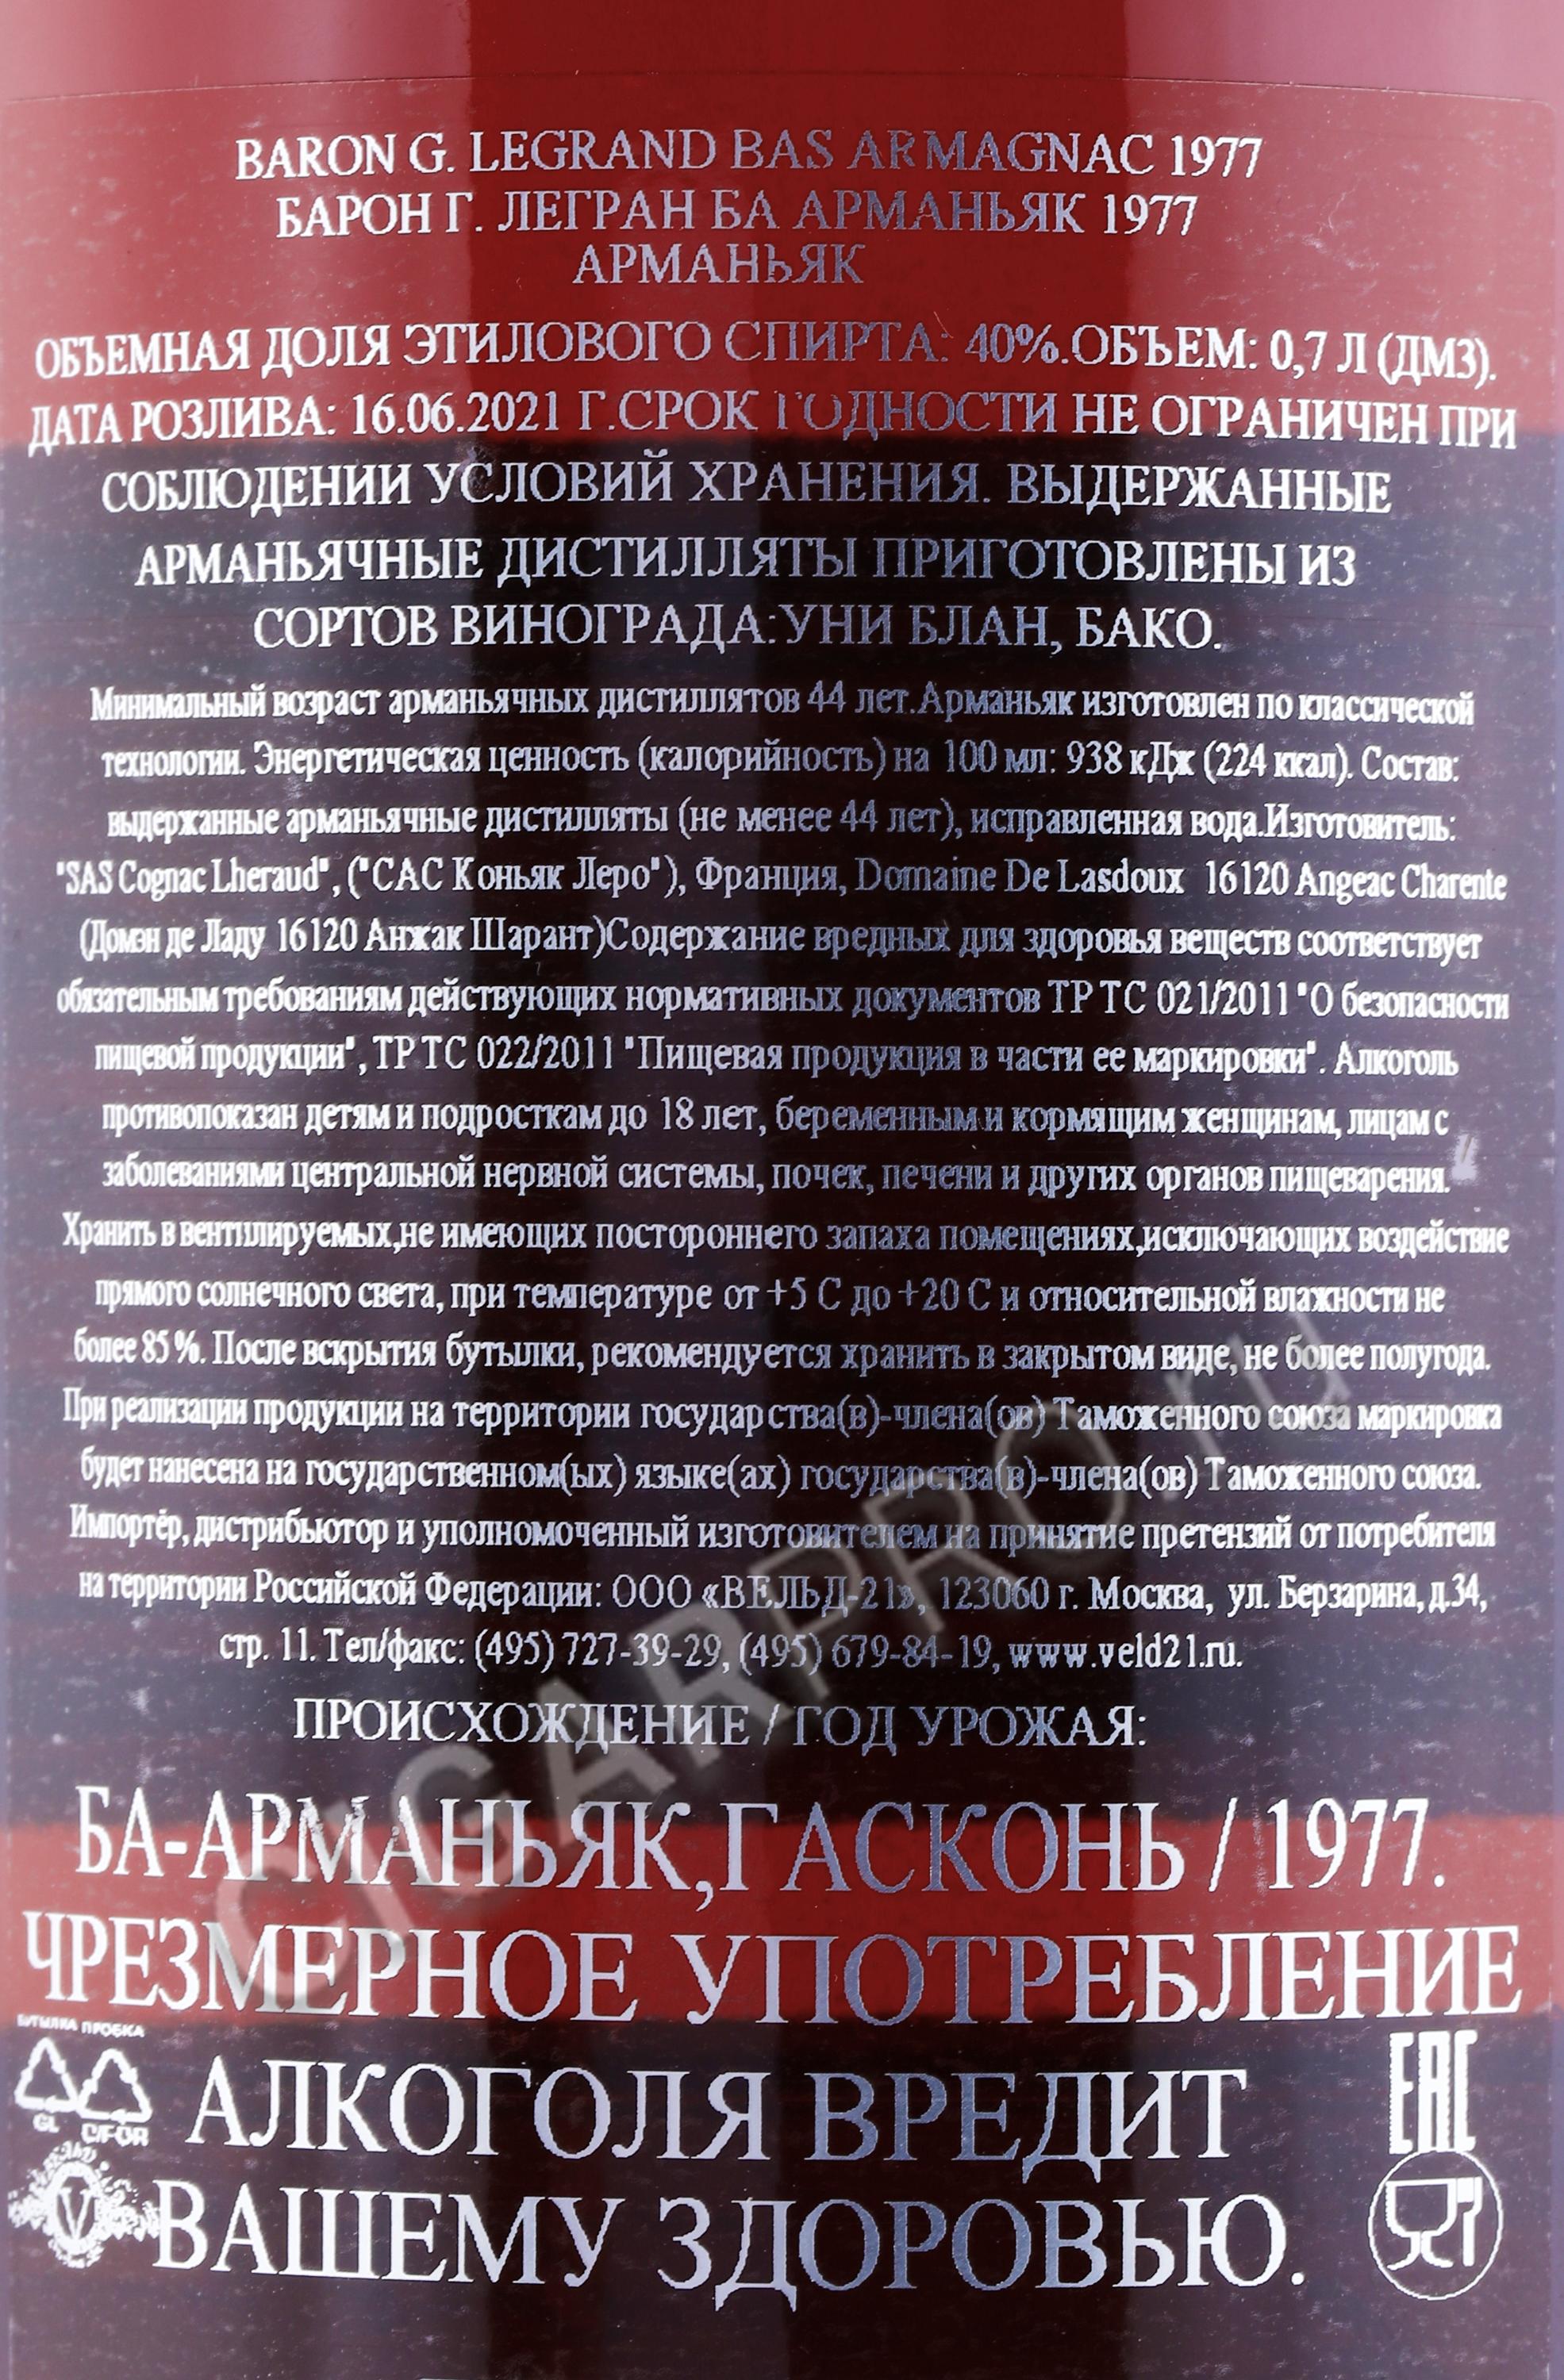 BARON G. LEGRAND BAS ARMAGNAC 1977
БАРОН Г. ЛЕГРАН БА АРМАНЬЯК 1977
АРМАНЬЯК
ОБЪЕМНАЯ ДОЛЯ ЭТИЛОВОГО СПИРТА: 40%.ОБЪЕМ: 0,7 Л (ДМ3).
ДАТА РОЗЛИВА: 16.06.2021 Г.СРОК ГОДНОСТИ НЕ ОГРАНИЧЕН ПРИ
СОБЛЮДЕНИИ УСЛОВИЙ ХРАНЕНИЯ. ВЫДЕРЖАННЫЕ
АРМАНЬЯЧНЫЕ ДИСТИЛЛЯТЫ ПРИГОТОВЛЕНЫ ИЗ
СОРТОВ ВИНОГРАДА:УНИ БЛАН, БАКО.
Минимальный возраст арманьячных дистиллятов 44 лет.Арманьяк изготовлен по классической
технологии. Энергетическая ценность (калорийность) на 100 мл: 938 кДж (224 ккал). Состав:
выдержанные арманьячные дистилляты (не менее 44 лет), исправленная вода.Изготовитель:
"SAS Cognac Lheraud", ("САС Коньяк Леро"), Франция, Domaine De Lasdoux 16120 Angeac Charente
(Домэн де Ладу 16120 Анжак Шарант)Содержание вредных для здоровья веществ соответствует
обязательным требованиям действующих нормативных документов ТР ТС 021/2011 "О безопасности
пищевой продукции", ТР ТС 022/2011 "Пищевая продукция в части ее маркировки". Алкоголь
противопоказан детям и подросткам до 18 лет, беременным и кормящим женщинам, лицам с
заболеваниями центральной нервной системы, почек, печени и других органов пищеварения.
Хранить в вентилируемых,не имеющих постороннего запаха помещениях,исключающих воздействие
прямого солнечного света, при температуре от +5 С до +20 С и относительной влажности не
более 85 %. После вскрытия бутылки, рекомендуется хранить в закрытом виде, не более полугода.
При реализации продукции на территории государства(в)-члена(ов) Таможенного союза маркировка
будет нанесена на государственном(ых) языке(ах) государства(в)-члена(ов) Таможенного союза.
Импортёр, дистрибьютор и уполномоченный изготовителем на принятие претензий от потребителя
на территории Российской Федерации: ООО «ВЕЛЬД-21», 123060 г. Москва, ул. Берзарина, д.34,
стр. 11. Тел/факс: (495) 727-39-29, (495) 679-84-19, www.veld21.ru.
ПРОИСХОЖДЕНИЕ / ГОД УРОЖАЯ:
БА-АРМАНЬЯК,ГАСКОНЬ / 1977.
ЧРЕЗМЕРНОЕ УПОТРЕБЛЕНИЕ
БУТЫЛКА ПРОБКА
АЛКОГОЛЯ ВРЕДИТ
GL C/FOR
EAC
V
ВАШЕМУ ЗДОРОВЬЮ.
CIGARPRO.ru